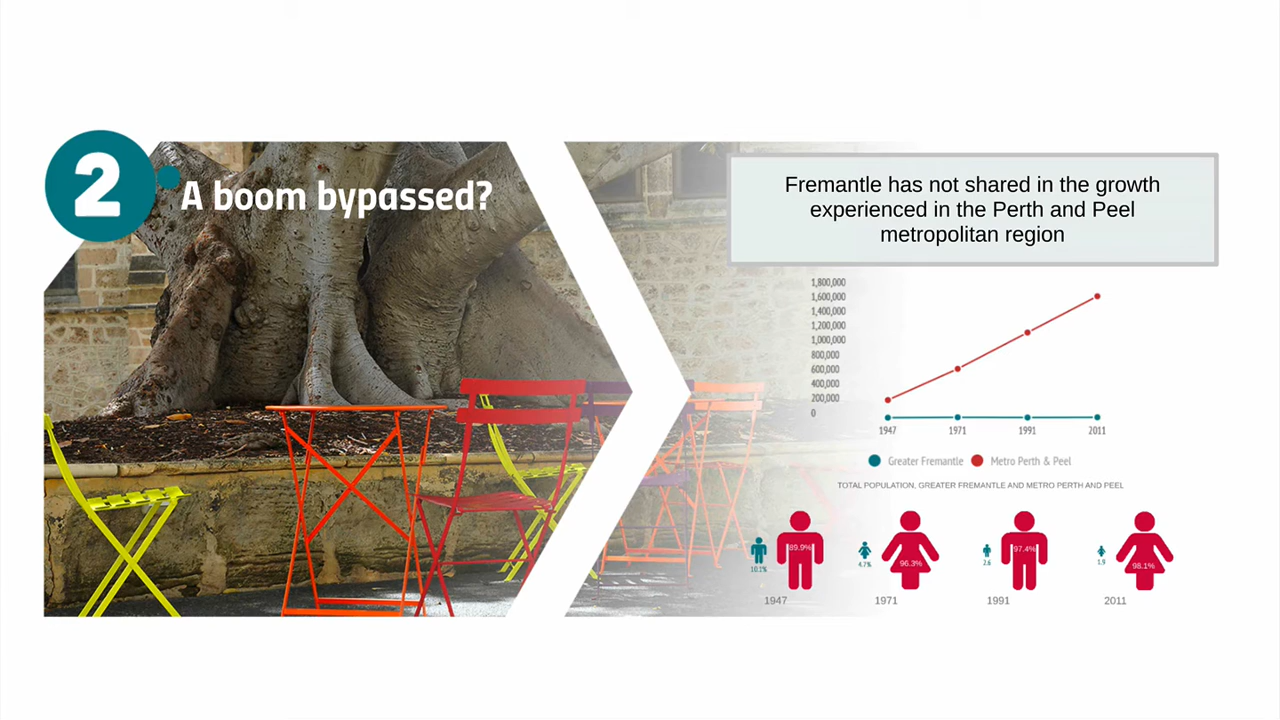 2
A boom bypassed?
Fremantle has not shared in the growth
experienced in the Perth and Peel
metropolitan region
1,800,000
1,600,000
1,400,000
1,200,000
1,000,000
800,000
600,000
400,000
200,000
0
1947 1971 1991 2011
Greater Fremantle Metro Perth & Peel
TOTAL POPULATION, GREATER FREMANTLE AND METRO PERTH AND PEEL
10.1% 89.9% 4.7% 96.3% 2.6 97.4% 1.9 98.1%
1947 1971 1991 2011